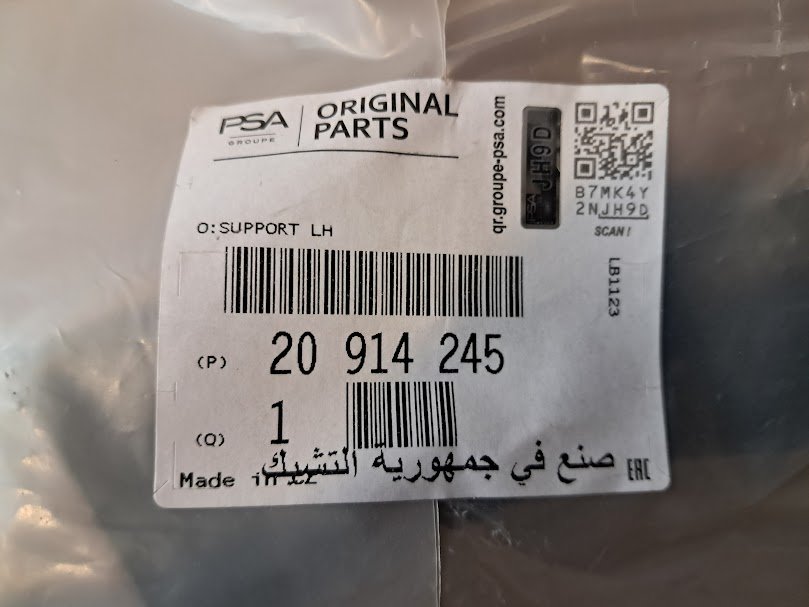 PSA
GROUPE
ORIGINAL
PARTS
qr.groupe-psa.com
PSA JH9D
B7MK4Y
2NJH9D
SCAN!
O:SUPPORT LH
LB1123
(P) 20 914 245
(Q) 1
صنع في جمهورية التشيك
Made in
EAC